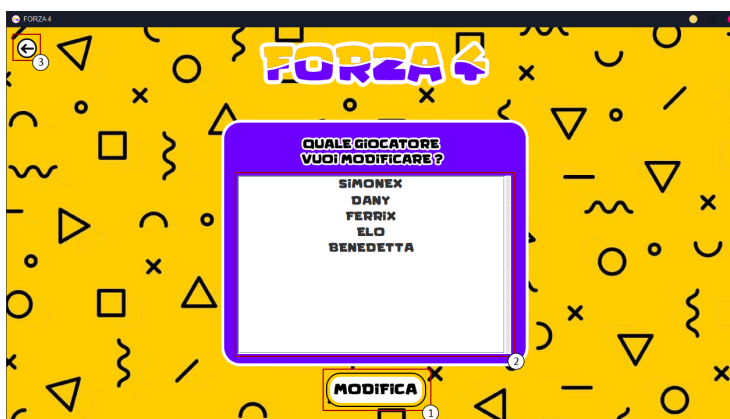 FORZA 4
3
FORZA 4
QUALE GiOCATORE
VUOi MODiFiCARE ?
SiMONEX
DANY
FERRiX
ELO
BENEDETTA
2
MODiFiCA
1